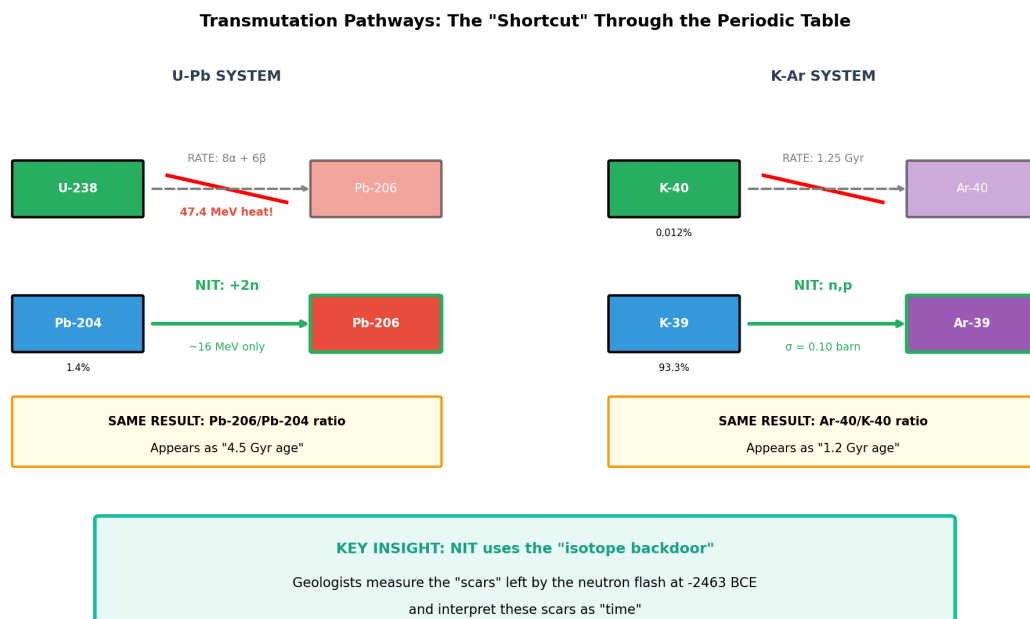 Transmutation Pathways: The "Shortcut" Through the Periodic Table
U-Pb SYSTEM
RATE: 8α + 6β
U-238
Pb-206
47.4 MeV heat!
NIT: +2n
Pb-204
Pb-206
~16 MeV only
1.4%
SAME RESULT: Pb-206/Pb-204 ratio
Appears as "4.5 Gyr age"
K-Ar SYSTEM
RATE: 1.25 Gyr
K-40
Ar-40
0.012%
NIT: n,p
K-39
Ar-39
σ = 0.10 barn
93.3%
SAME RESULT: Ar-40/K-40 ratio
Appears as "1.2 Gyr age"
KEY INSIGHT: NIT uses the "isotope backdoor"
Geologists measure the "scars" left by the neutron flash at -2463 BCE
and interpret these scars as "time"